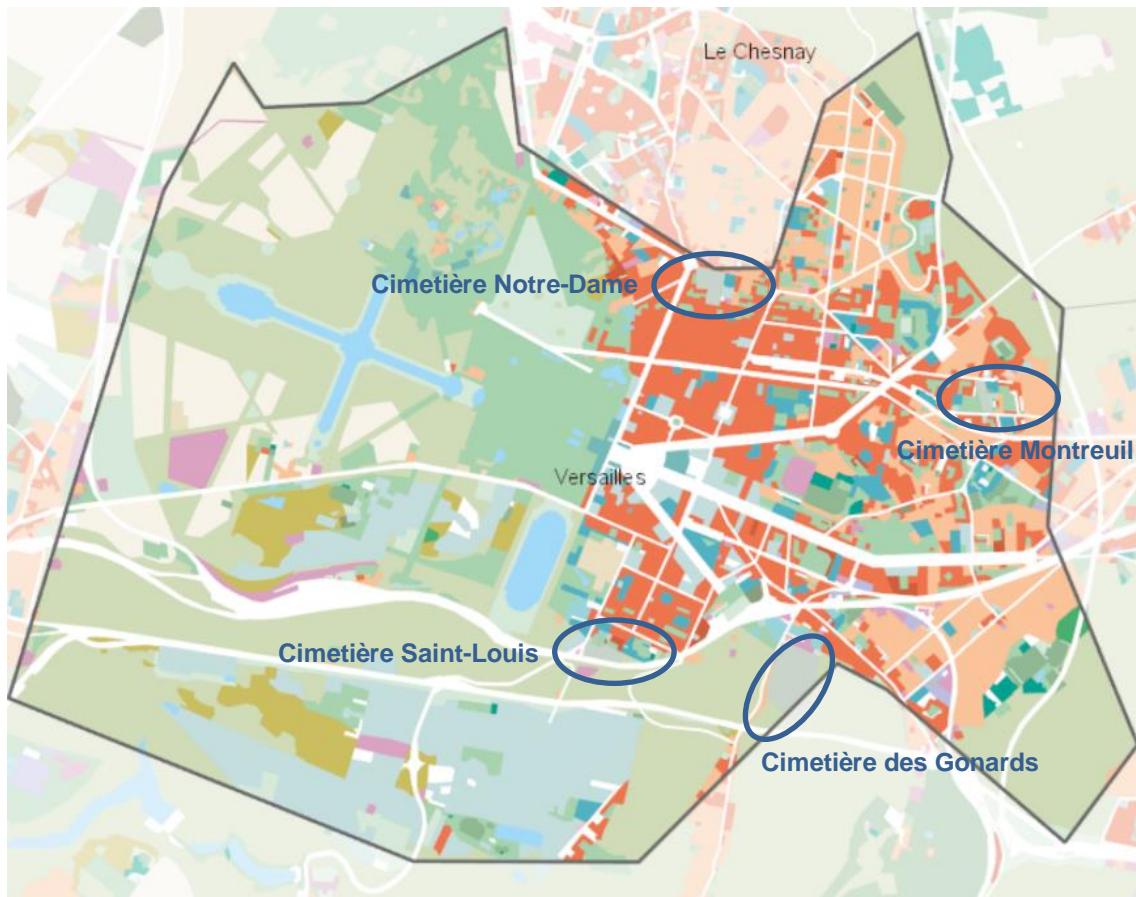 Le Chesnay
Cimetière Notre-Dame
Cimetière Montreuil
Versailles
Cimetière Saint-Louis
Cimetière des Gonards